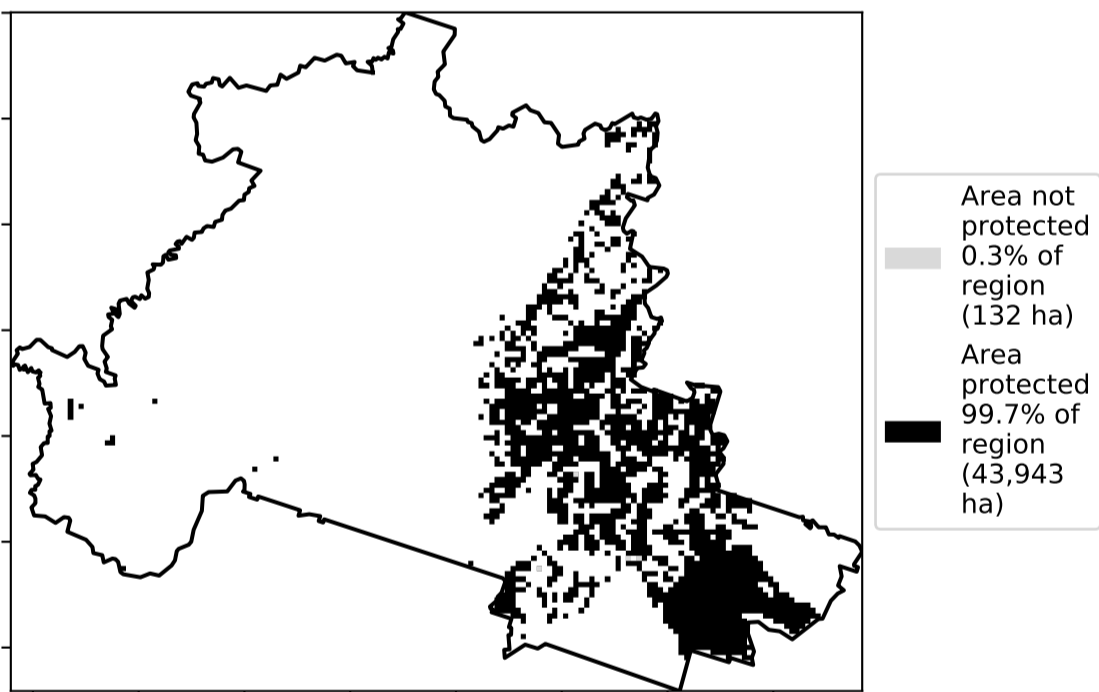 Area not
protected
0.3% of
region
(132 ha)
Area
protected
99.7% of
region
(43,943
ha)